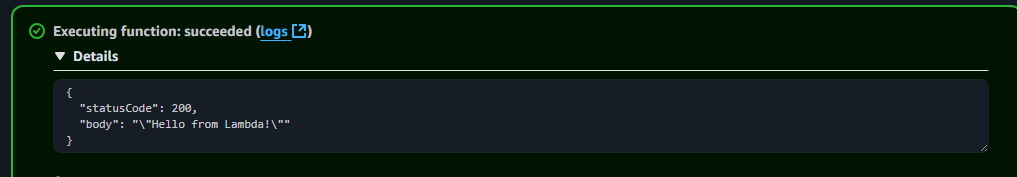 Executing function: succeeded (logs)
Details
{
  "statusCode": 200,
  "body": "\"Hello from Lambda!\""
}